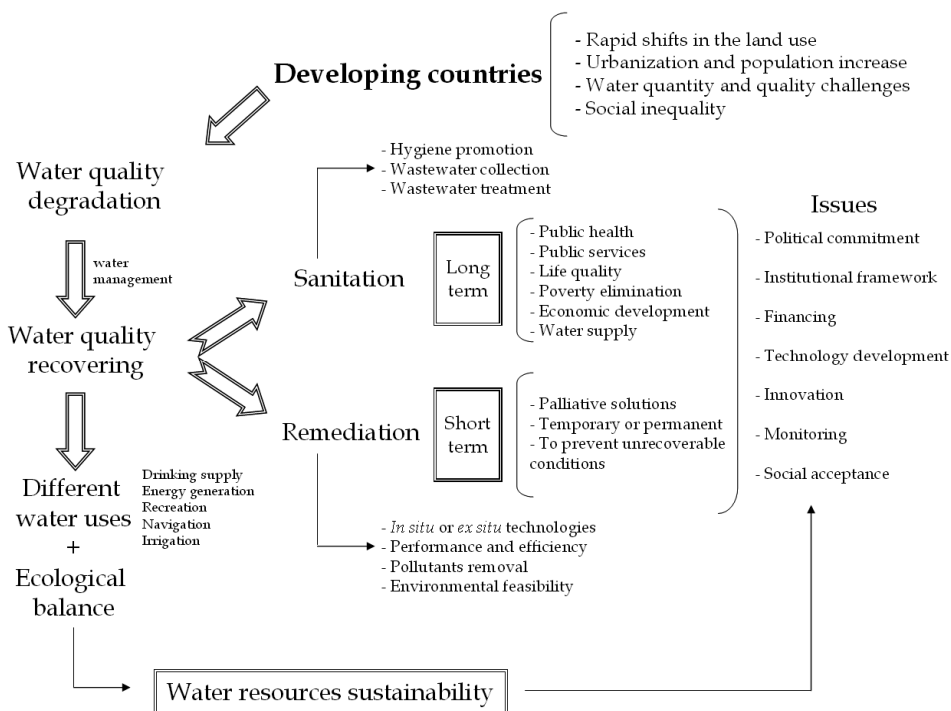 Developing countries
- Rapid shifts in the land use
- Urbanization and population increase
- Water quantity and quality challenges
- Social inequality
Water quality
degradation
water
management
Water quality
recovering
Different
water uses
+
Ecological
balance
Drinking supply
Energy generation
Recreation
Navigation
Irrigation
- Hygiene promotion
- Wastewater collection
- Wastewater treatment
Sanitation
Long
term
- Public health
- Public services
- Life quality
- Poverty elimination
- Economic development
- Water supply
Remediation
Short
term
- Palliative solutions
- Temporary or permanent
- To prevent unrecoverable
conditions
- In situ or ex situ technologies
- Performance and efficiency
- Pollutants removal
- Environmental feasibility
Issues
- Political commitment
- Institutional framework
- Financing
- Technology development
- Innovation
- Monitoring
- Social acceptance
Water resources sustainability